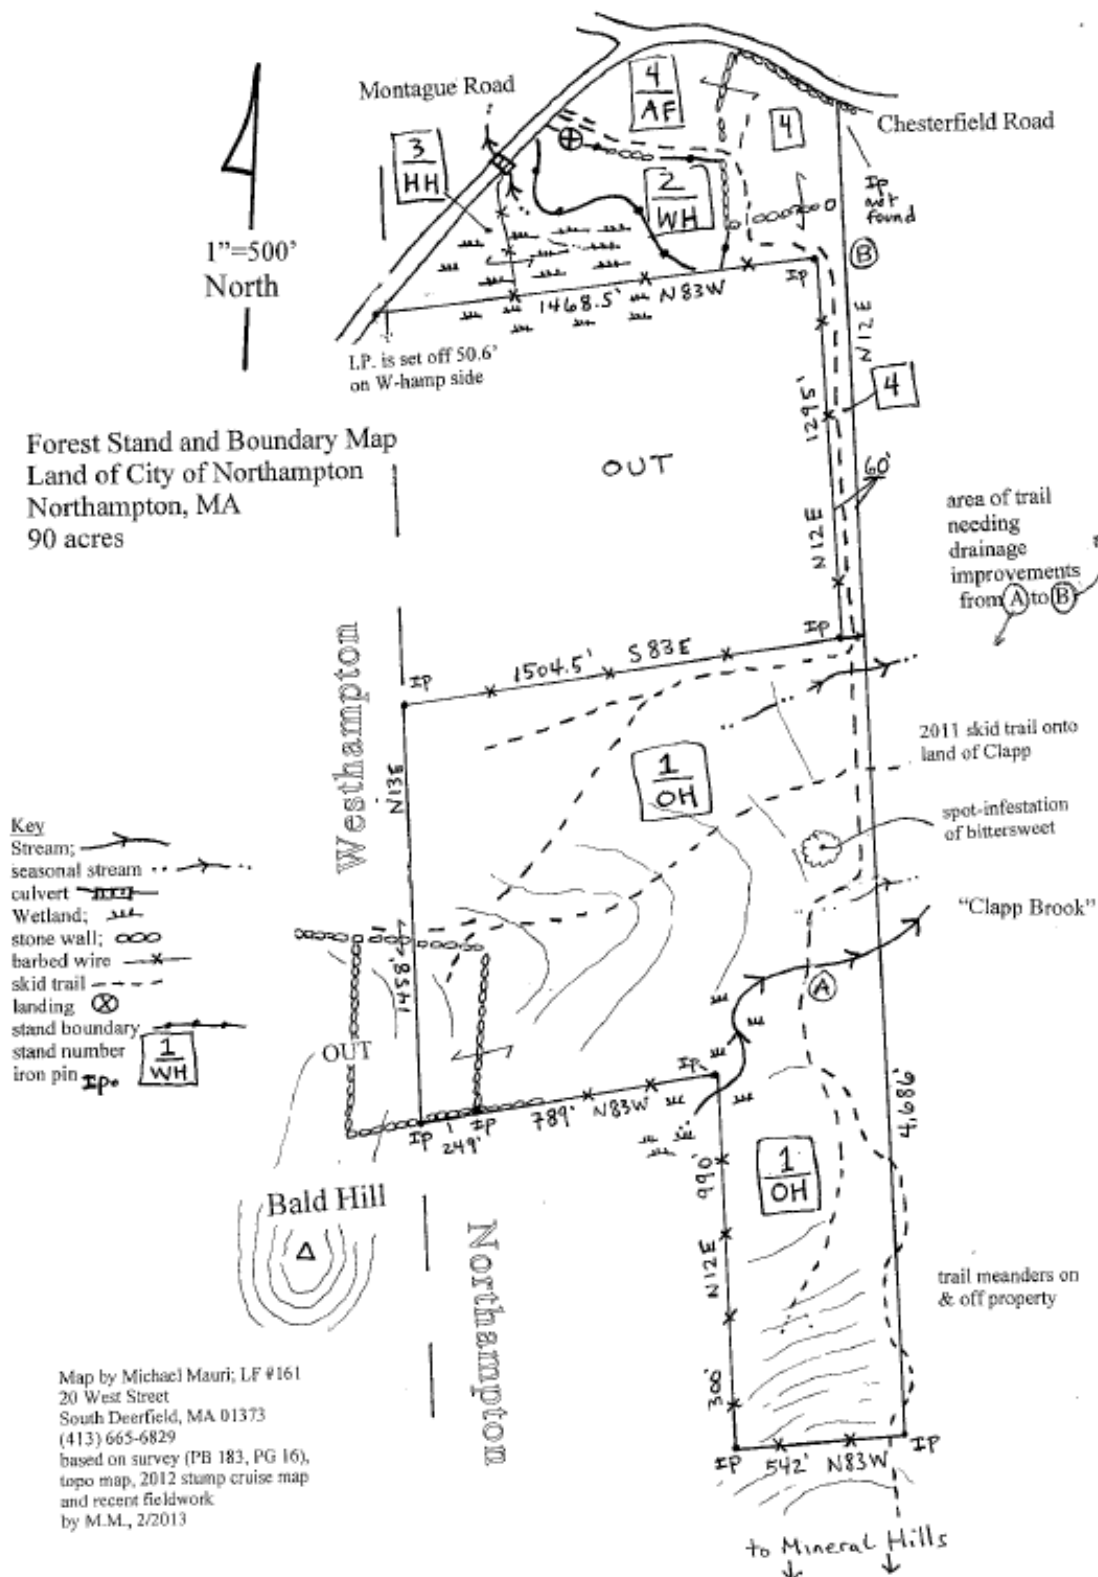 Montague Road
4
AF
4
Chesterfield Road
3
HH
2
WH
IP
not
found
B
1"=500'
North
IP
1468.5'
N83W
I.P. is set off 50.6'
on W-hamp side
N12E
1295'
4
Forest Stand and Boundary Map
Land of City of Northampton
Northampton, MA
90 acres
OUT
60'
N12E
area of trail
needing
drainage
improvements
from A to B
IP
IP
1504.5'
S83E
Westhampton
N13E
1
OH
2011 skid trail onto
land of Clapp
spot-infestation
of bittersweet
Key
Stream;
seasonal stream
culvert
Wetland;
stone wall;
barbed wire
skid trail
landing
stand boundary
stand number
1
WH
iron pin IP
"Clapp Brook"
1458'
A
OUT
IP
IP
IP
249'
789'
N83W
990'
4,686'
1
OH
Bald Hill
Northampton
N12E
trail meanders on
& off property
300'
IP
542'
N83W
IP
Map by Michael Mauri; LF #161
20 West Street
South Deerfield, MA 01373
(413) 665-6829
based on survey (PB 183, PG 16),
topo map, 2012 stump cruise map
and recent fieldwork
by M.M., 2/2013
to Mineral Hills